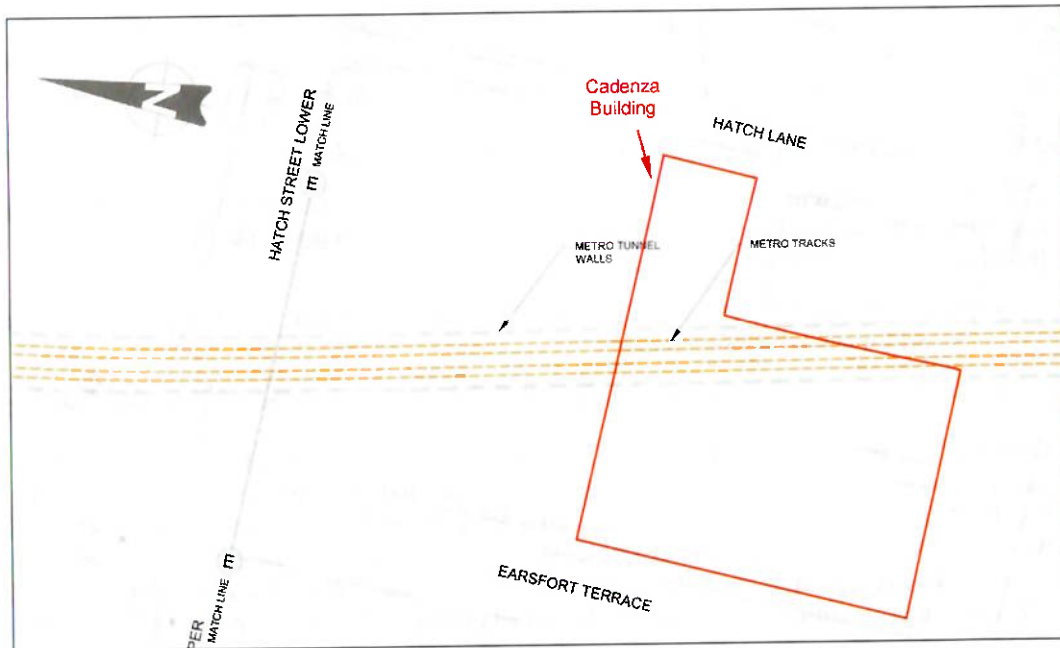 N
HATCH STREET LOWER
E MATCH LINE
Cadenza
Building
HATCH LANE
METRO TUNNEL
WALLS
METRO TRACKS
EARSFORT TERRACE
E
MATCH LINE
PER